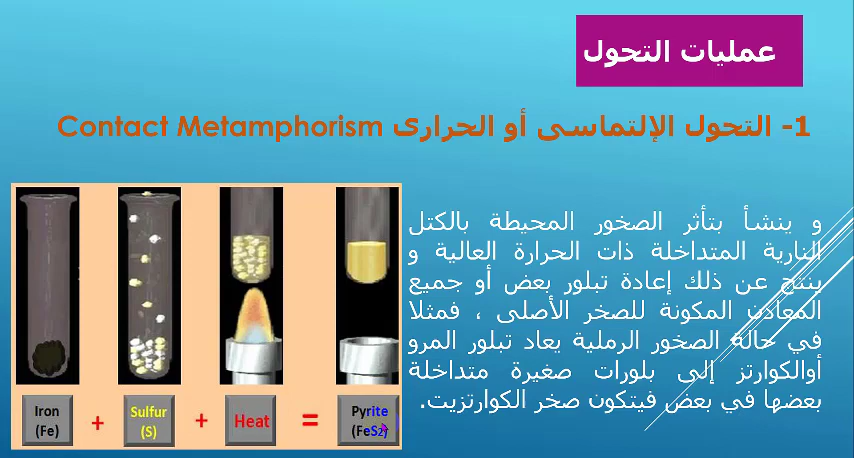 عمليات التحول
1- التحول الإلتماسى أو الحرارى Contact Metamphorism
و ينشأ بتأثر الصخور المحيطة بالكتل
النارية المتداخلة ذات الحرارة العالية و
ينتج عن ذلك إعادة تبلور بعض أو جميع
المعادن المكونة للصخر الأصلى ، فمثلا
في حالة الصخور الرملية يعاد تبلور المرو
أوالكوارتز إلى بلورات صغيرة متداخلة
بعضها في بعض فيتكون صخر الكوارتزيت.
Iron
(Fe)
+
Sulfur
(S)
+
Heat
=
Pyrite
(FeS2)